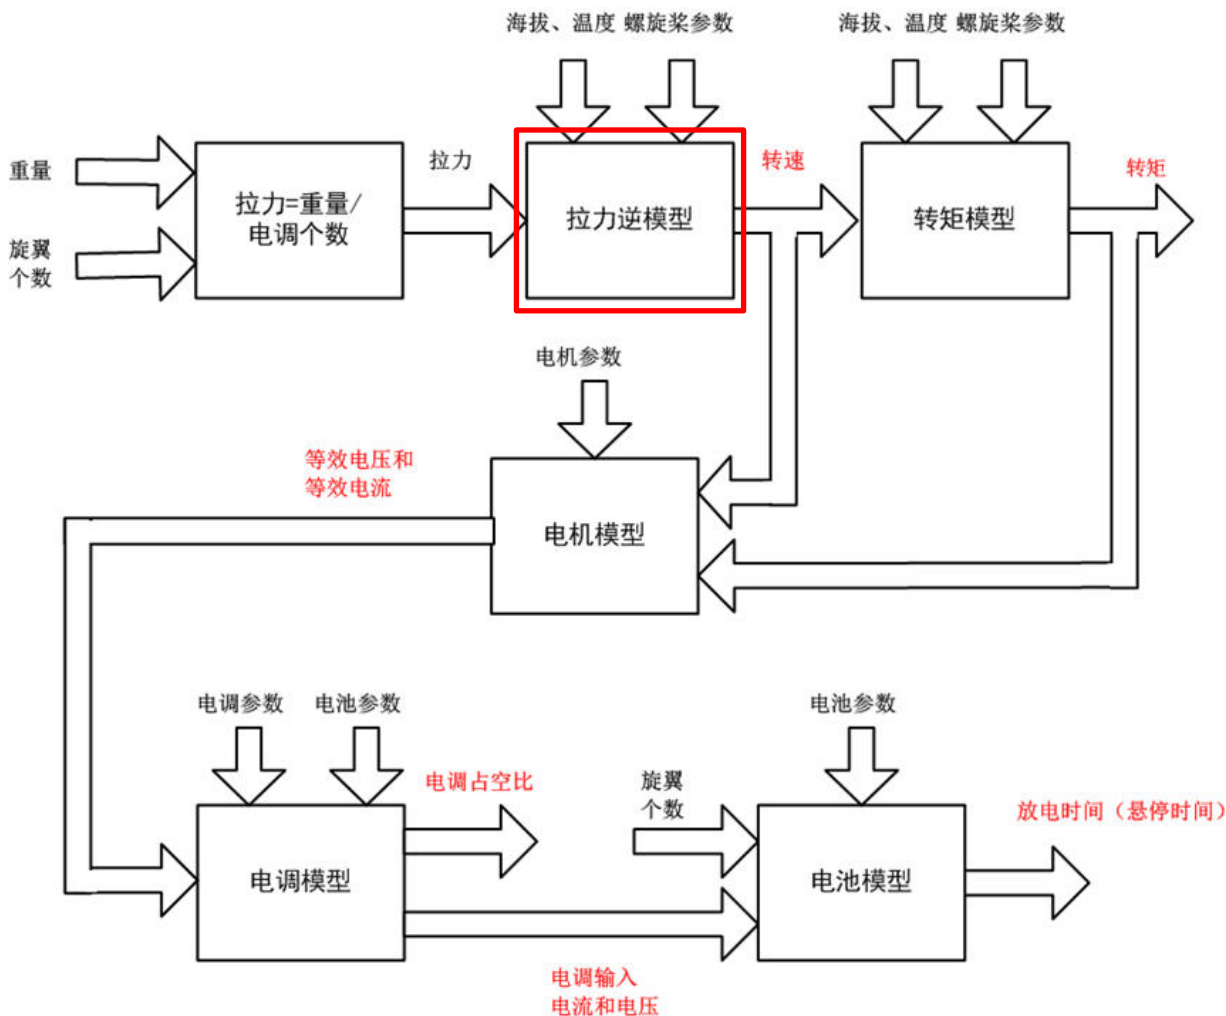 海拔、温度 螺旋桨参数
海拔、温度 螺旋桨参数
重量
旋翼
个数
拉力=重量/
电调个数
拉力
拉力逆模型
转速
转矩模型
转矩
电机参数
等效电压和
等效电流
电机模型
电调参数
电池参数
电调模型
电调占空比
电调输入
电流和电压
旋翼
个数
电池参数
电池模型
放电时间（悬停时间）